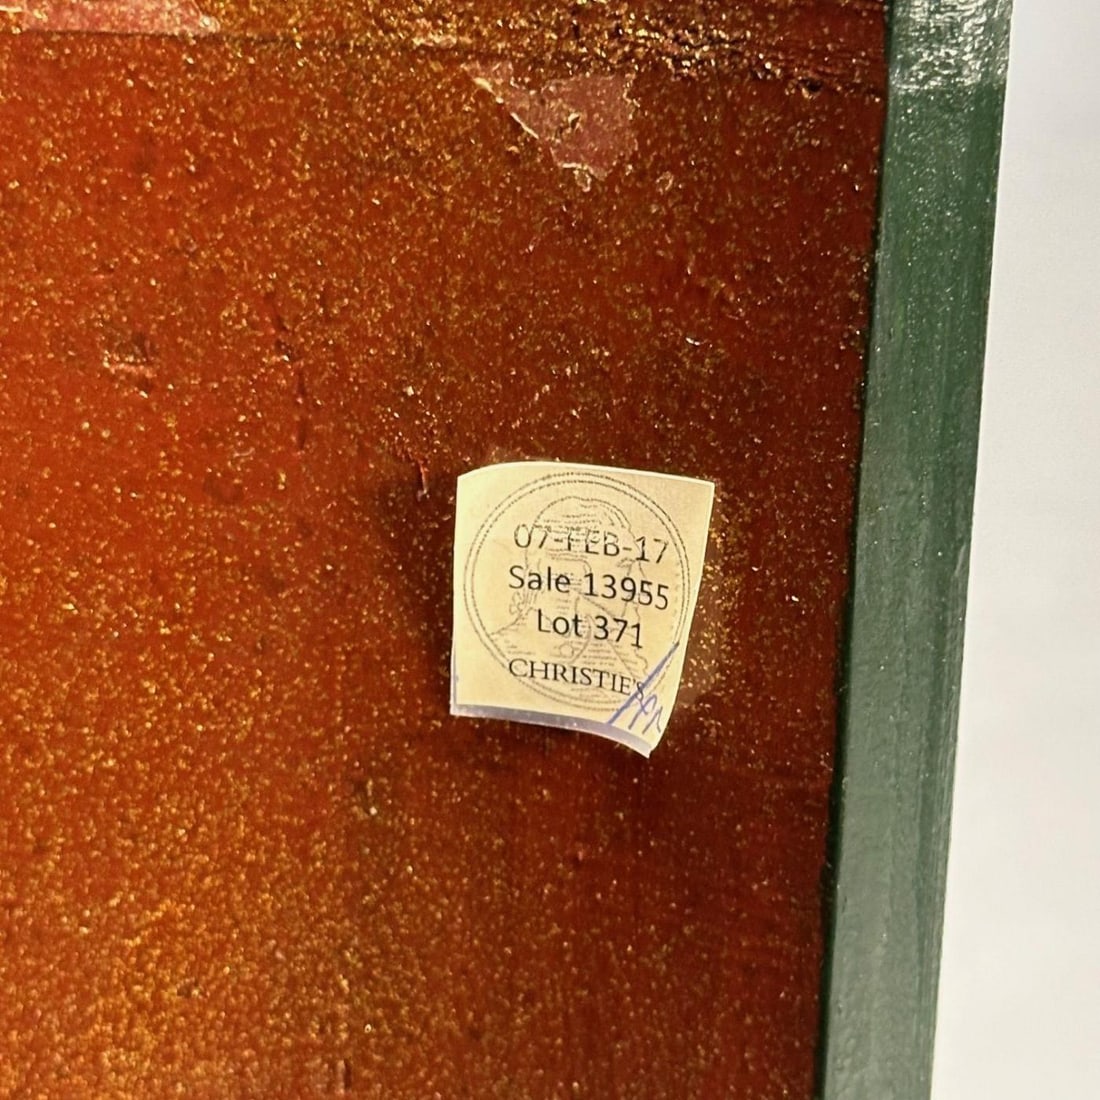 07-FEB-17
Sale 13955
Lot 371
CHRISTIE'S